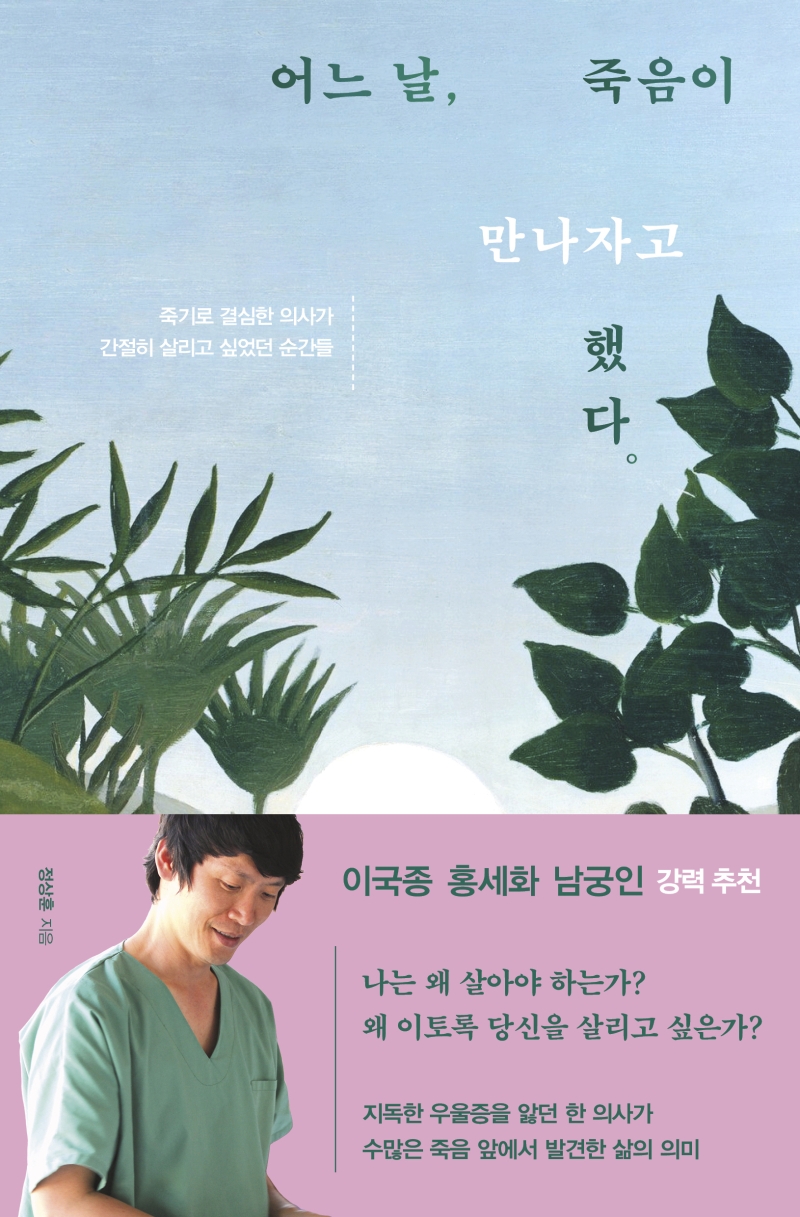 어느 날, 죽음이
만나자고
했
다。
죽기로 결심한 의사가
간절히 살리고 싶었던 순간들
정상훈 지음
이국종 홍세화 남궁인 강력 추천
나는 왜 살아야 하는가?
왜 이토록 당신을 살리고 싶은가?
지독한 우울증을 앓던 한 의사가
수많은 죽음 앞에서 발견한 삶의 의미